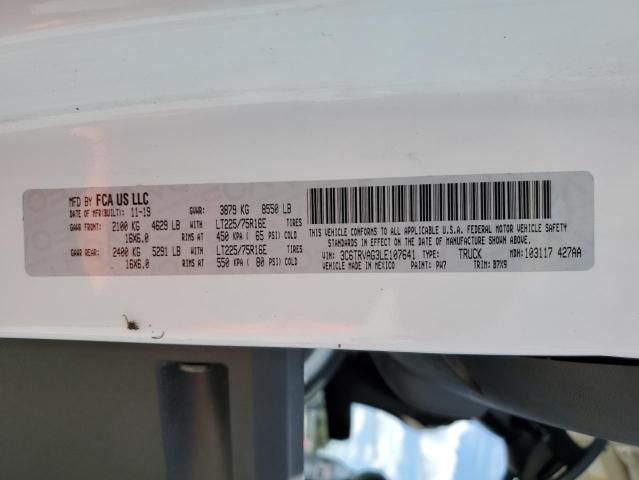 MFD BY FCA US LLC
DATE OF MFR(BUILT): 11-19 GVWR: 3879 KG 8550 LB
GAWR FRONT: 2100 KG 4629 LB WITH LT225/75R16E TIRES
16X6.0 RIMS AT 450 KPA ( 65 PSI) COLD
GAWR REAR: 2400 KG 5291 LB WITH LT225/75R16E TIRES
16X6.0 RIMS AT 550 KPA ( 80 PSI) COLD
THIS VEHICLE CONFORMS TO ALL APPLICABLE U.S.A. FEDERAL MOTOR VEHICLE SAFETY
STANDARDS IN EFFECT ON THE DATE OF MANUFACTURE SHOWN ABOVE.
VIN: 3C6TRVAG3LE107641 TYPE: TRUCK MDH:103117 427AA
VEHICLE MADE IN MEXICO PAINT: PW7 TRIM: B7X9